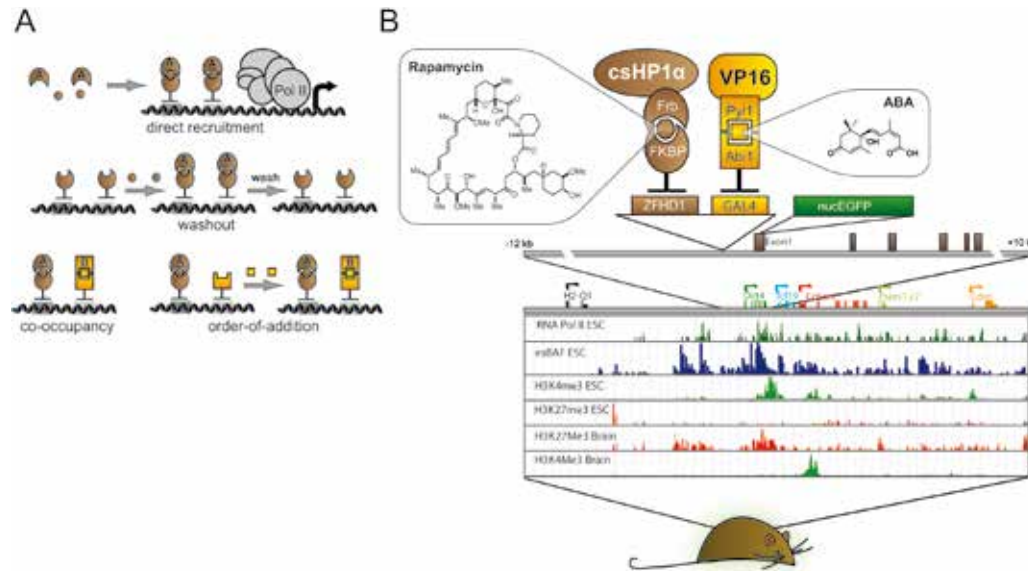 A
A A
A A
Pol II
direct recruitment
A A
wash
washout
A B
A
A B
co-occupancy
order-of-addition
B
Rapamycin
csHP1α
VP16
Frb
FKBP
Pyl1
Abi1
ABA
ZFHD1
GAL4
nucEGFP
-12 kb
Exon1
H2-Q1
RNA Pol II ESC
esBAF ESC
H3K4me3 ESC
H3K27me3 ESC
H3K27Me3 Brain
H3K4Me3 Brain